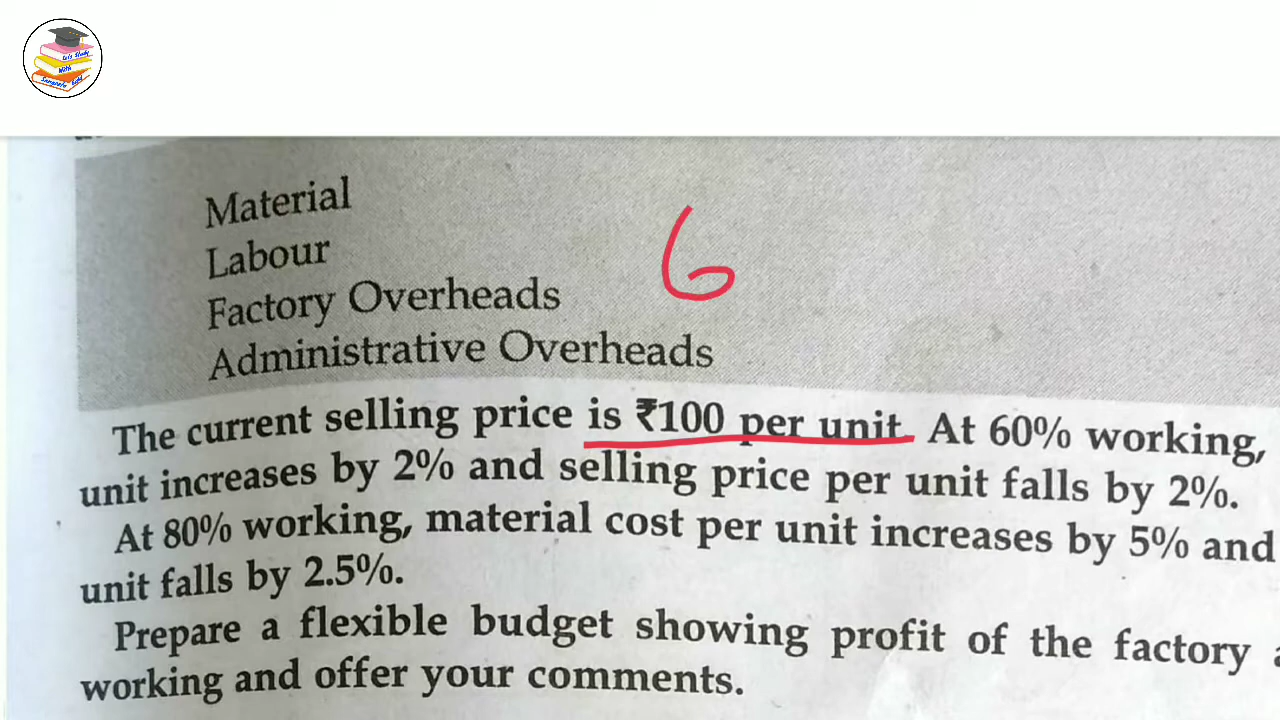 Let's Study
With
Material
Labour
6
Factory Overheads
Administrative Overheads
The current selling price is ₹100 per unit. At 60% working,
unit increases by 2% and selling price per unit falls by 2%.
At 80% working, material cost per unit increases by 5% and
unit falls by 2.5%.
Prepare a flexible budget showing profit of the factory a
working and offer your comments.